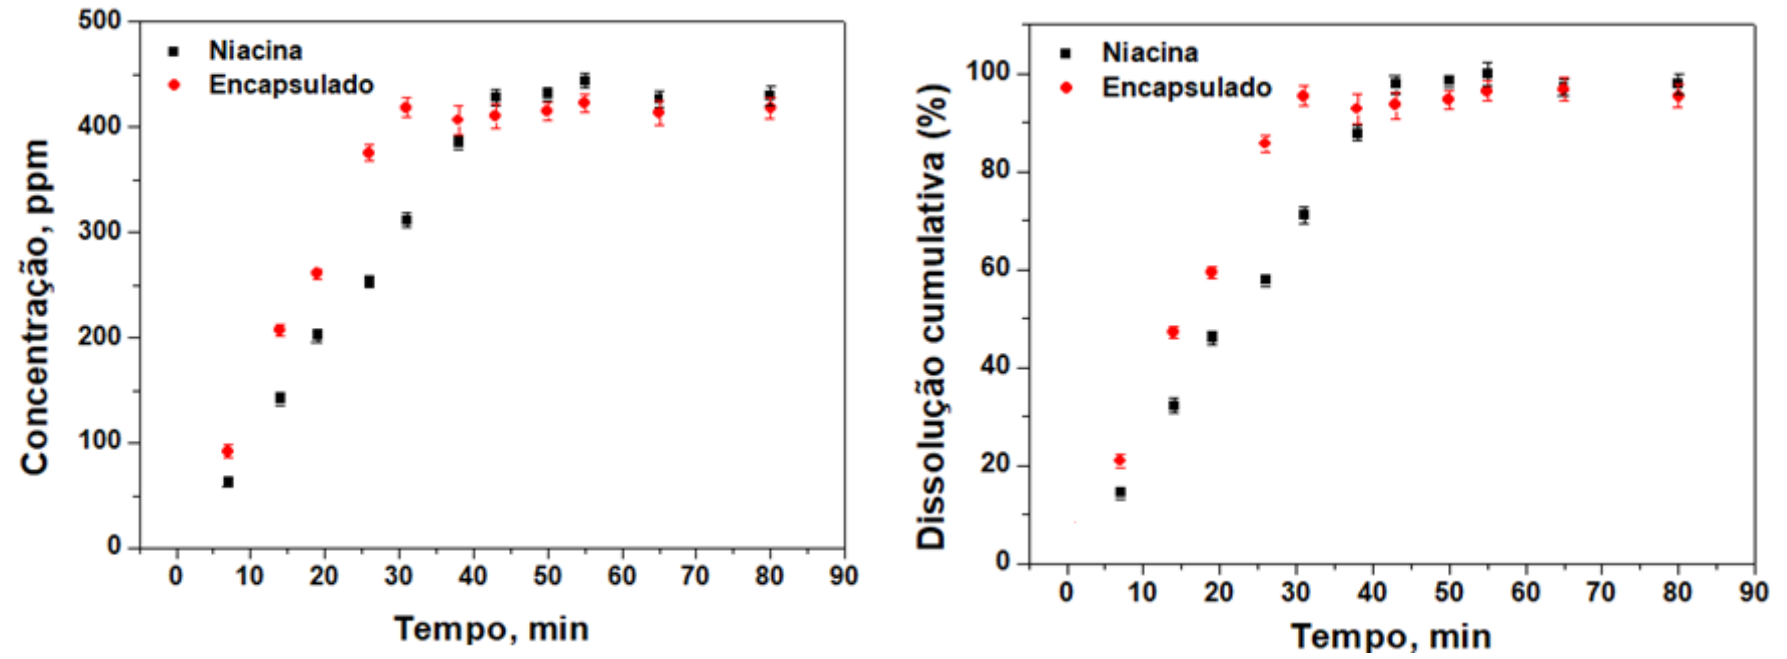 500
400
300
200
100
0
Concentração, ppm
Niacina
Encapsulado
0 10 20 30 40 50 60 70 80 90
Tempo, min
100
80
60
40
20
0
Dissolução cumulativa (%)
Niacina
Encapsulado
0 10 20 30 40 50 60 70 80 90
Tempo, min